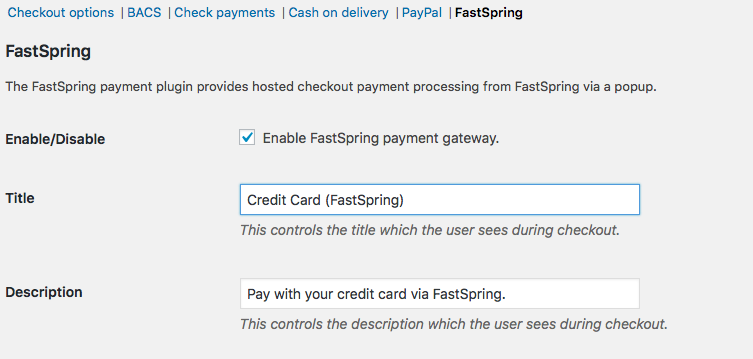 Checkout options | BACS | Check payments | Cash on delivery | PayPal | FastSpring
FastSpring
The FastSpring payment plugin provides hosted checkout payment processing from FastSpring via a popup.
Enable/Disable Enable FastSpring payment gateway.
Title Credit Card (FastSpring)
This controls the title which the user sees during checkout.
Description Pay with your credit card via FastSpring.
This controls the description which the user sees during checkout.